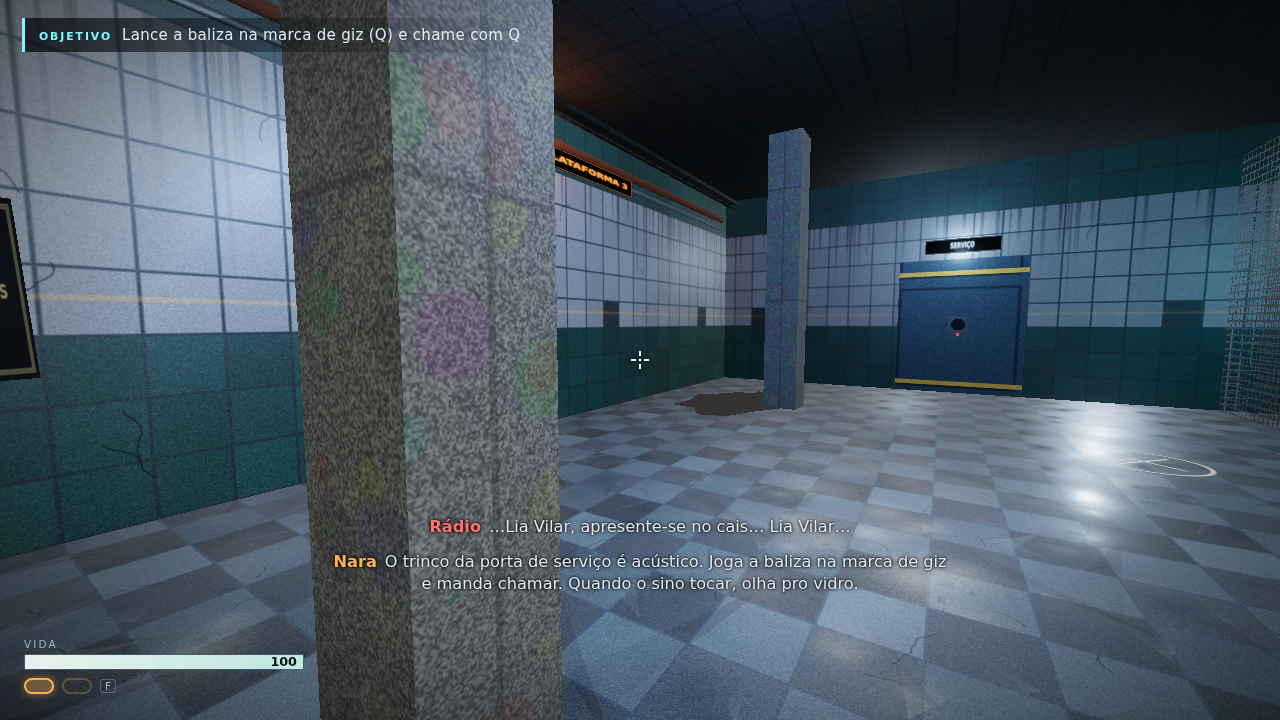 OBJETIVO Lance a baliza na marca de giz (Q) e chame com Q
LATAFORMA 3
SERVIÇO
S
Rádio ...Lia Vilar, apresente-se no cais... Lia Vilar...
Nara O trinco da porta de serviço é acústico. Joga a baliza na marca de giz
e manda chamar. Quando o sino tocar, olha pro vidro.
VIDA
100
F